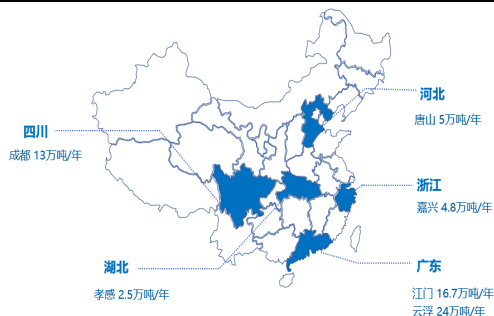 河北
唐山 5万吨/年
四川
成都 13万吨/年
浙江
嘉兴 4.8万吨/年
湖北
孝感 2.5万吨/年
广东
江门 16.7万吨/年
云浮 24万吨/年